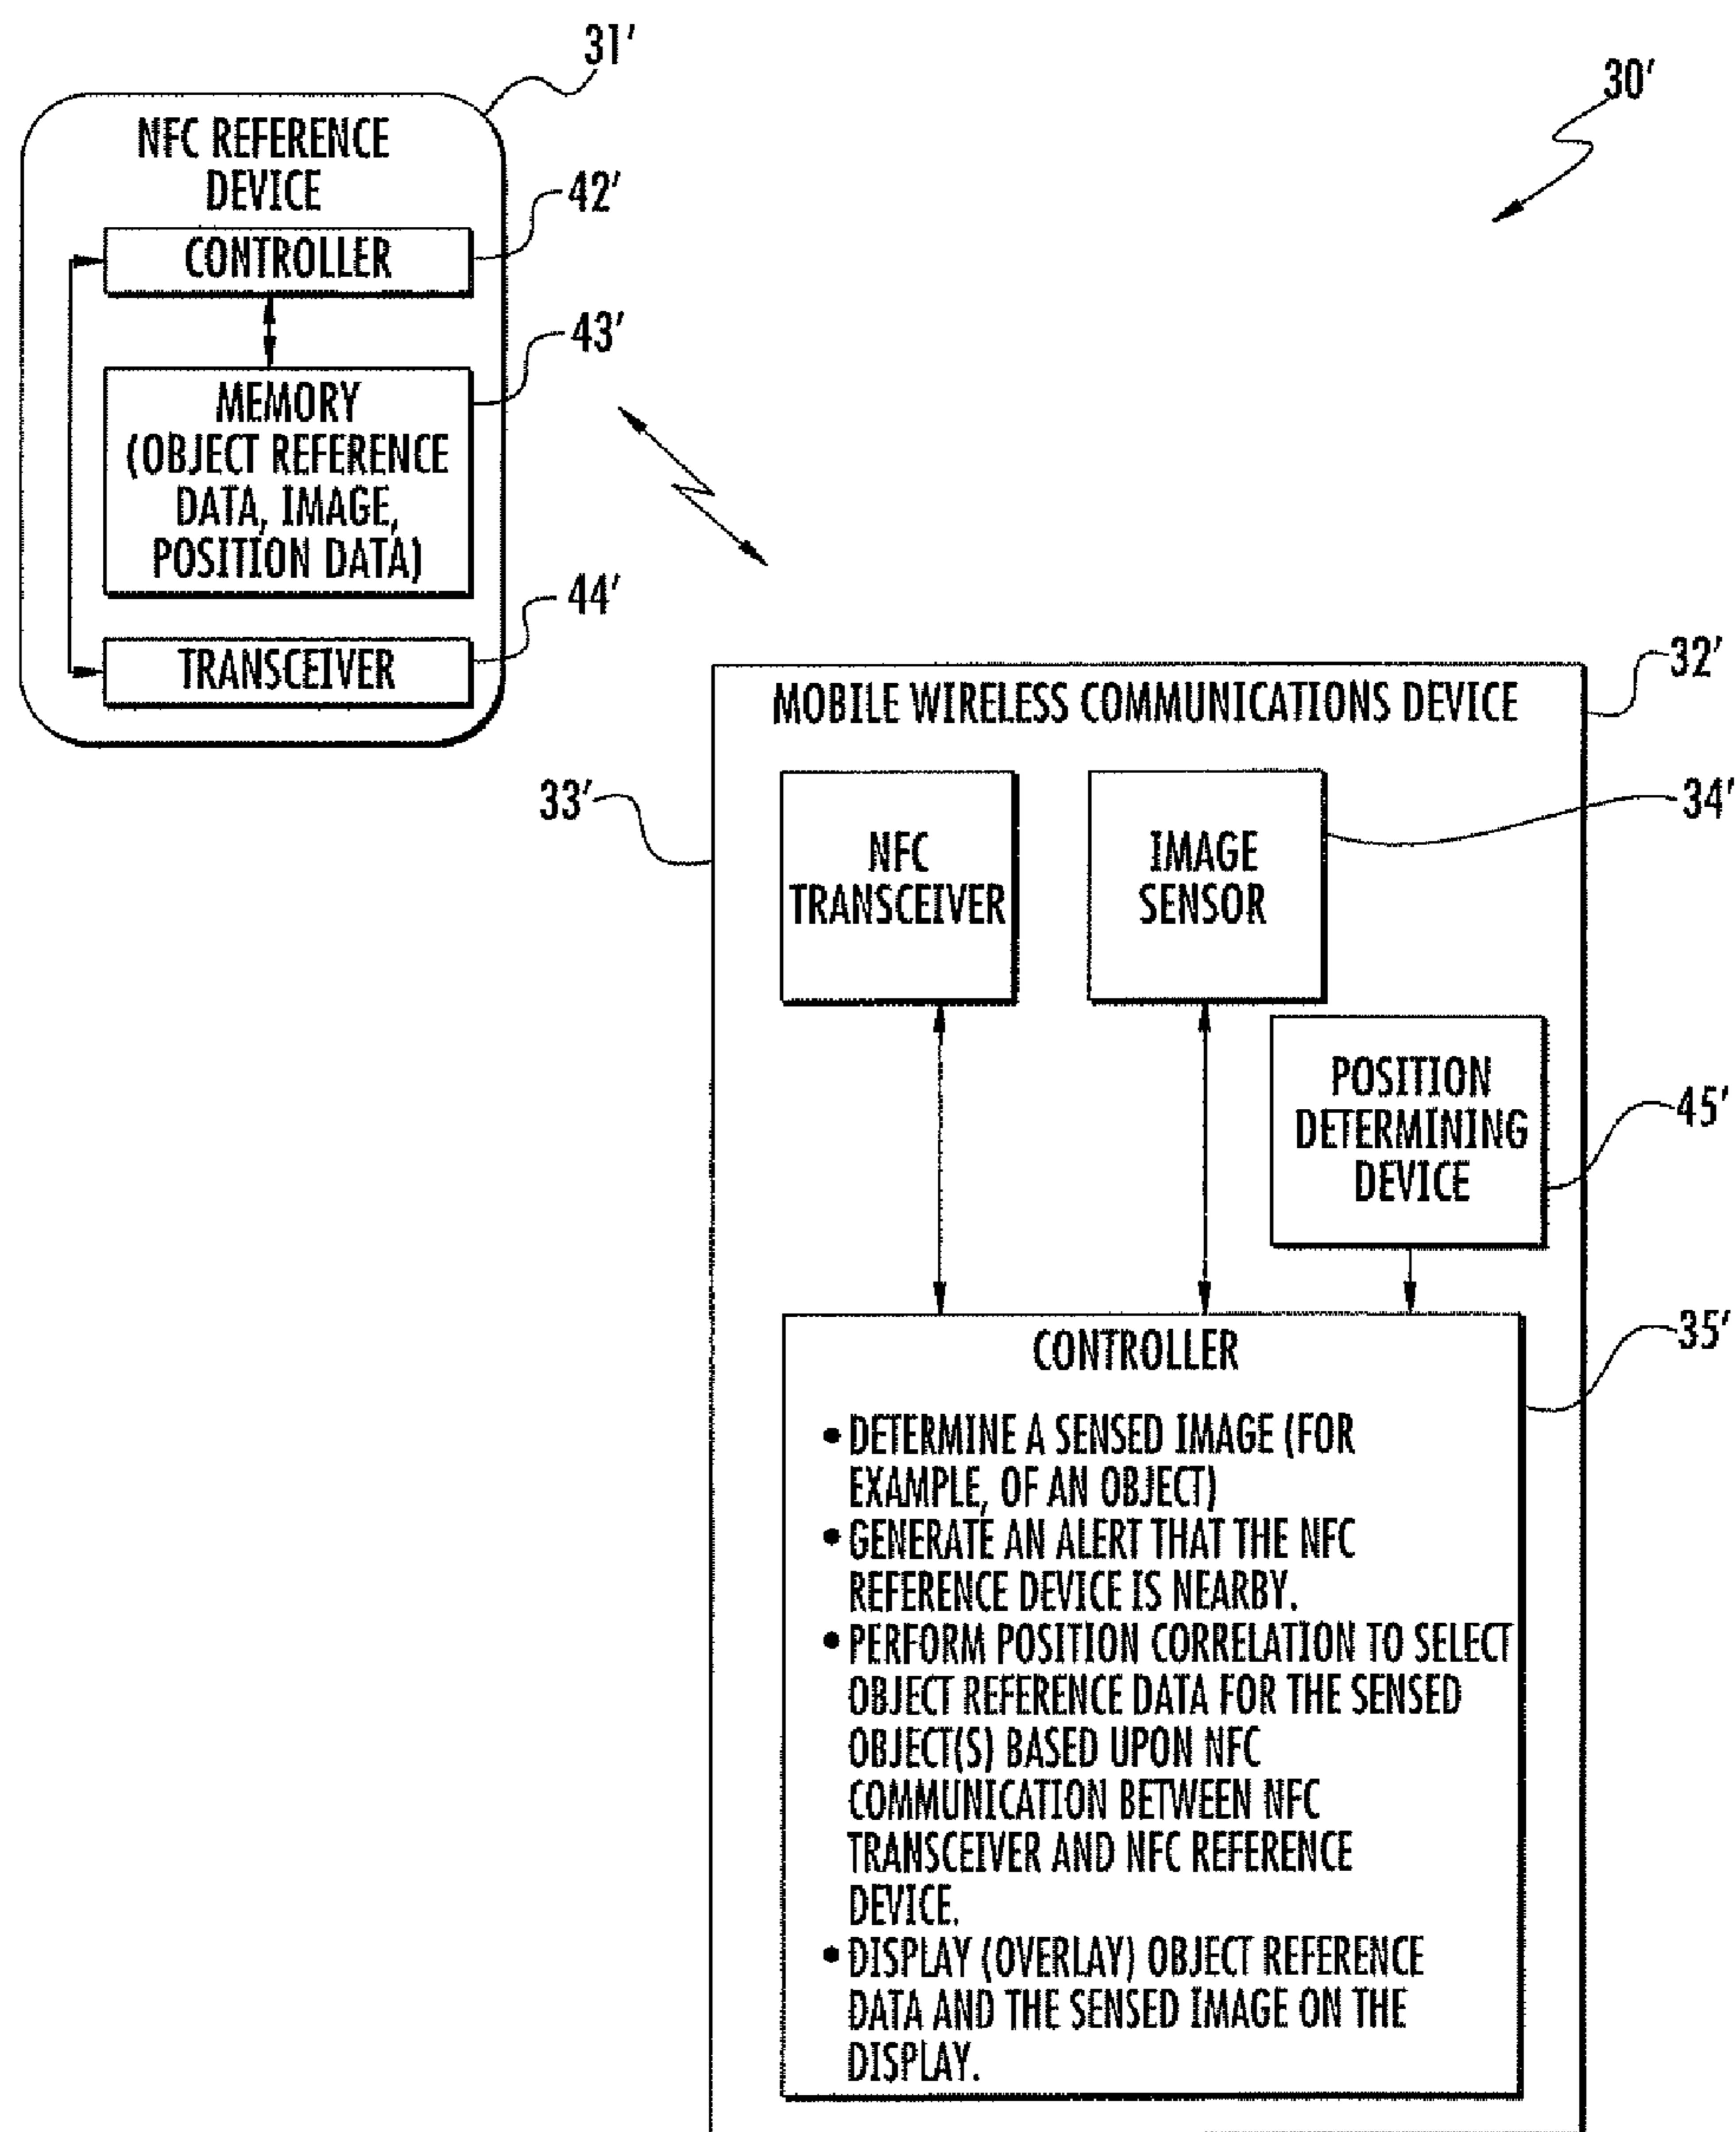 31'
30'
NFC REFERENCE
DEVICE
42'
CONTROLLER
43'
MEMORY
(OBJECT REFERENCE
DATA, IMAGE,
POSITION DATA)
44'
TRANSCEIVER
32'
MOBILE WIRELESS COMMUNICATIONS DEVICE
33'
34'
NFC
TRANSCEIVER
IMAGE
SENSOR
POSITION
DETERMINING
DEVICE
45'
35'
CONTROLLER
• DETERMINE A SENSED IMAGE (FOR
EXAMPLE, OF AN OBJECT)
• GENERATE AN ALERT THAT THE NFC
REFERENCE DEVICE IS NEARBY.
• PERFORM POSITION CORRELATION TO SELECT
OBJECT REFERENCE DATA FOR THE SENSED
OBJECT(S) BASED UPON NFC
COMMUNICATION BETWEEN NFC
TRANSCEIVER AND NFC REFERENCE
DEVICE.
• DISPLAY (OVERLAY) OBJECT REFERENCE
DATA AND THE SENSED IMAGE ON THE
DISPLAY.